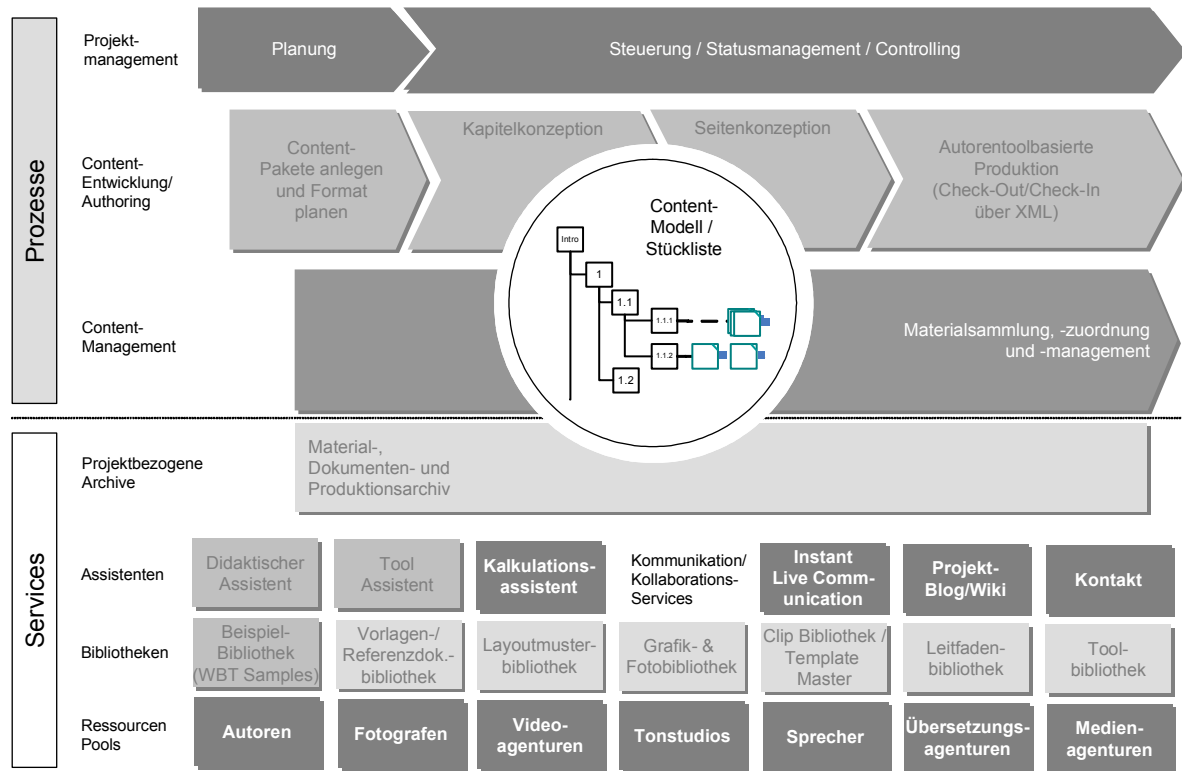 Prozesse
Projekt-
management
Planung
Steuerung / Statusmanagement / Controlling
Content-
Entwicklung/
Authoring
Content-
Pakete anlegen
und Format
planen
Kapitelkonzeption
Seitenkonzeption
Autorentoolbasierte
Produktion
(Check-Out/Check-In
über XML)
Content-
Modell /
Stückliste
Intro
1
1.1
1.1.1
1.1.2
1.2
Content-
Management
Materialsammlung, -zuordnung
und -management
Services
Projektbezogene
Archive
Material-,
Dokumenten- und
Produktionsarchiv
Assistenten
Didaktischer
Assistent
Tool
Assistent
Kalkulations-
assistent
Kommunikation/
Kollaborations-
Services
Instant
Live Comm-
unication
Projekt-
Blog/Wiki
Kontakt
Bibliotheken
Beispiel-
Bibliothek
(WBT Samples)
Vorlagen-/
Referenzdok.-
bibliothek
Layoutmuster-
bibliothek
Grafik- &
Fotobibliothek
Clip Bibliothek /
Template
Master
Leitfaden-
bibliothek
Tool-
bibliothek
Ressourcen
Pools
Autoren
Fotografen
Video-
agenturen
Tonstudios
Sprecher
Übersetzungs-
agenturen
Medien-
agenturen